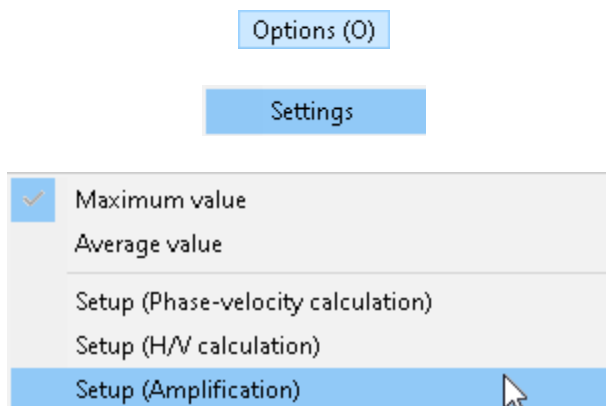 Options (O)
Settings
Maximum value
Average value
Setup (Phase-velocity calculation)
Setup (H/V calculation)
Setup (Amplification)